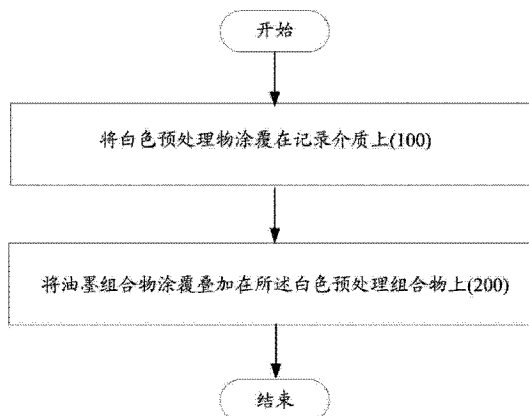 开始
将白色预处理物涂覆在记录介质上(100)
将油墨组合物涂覆叠加在所述白色预处理组合物上(200)
结束